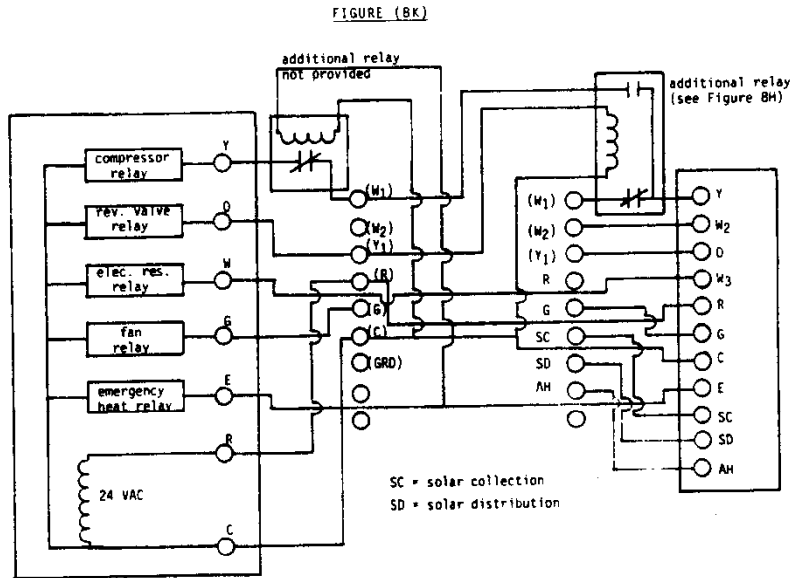 FIGURE (BK)
additional relay
not provided
additional relay
(see Figure BH)
compressor
relay
Y
rev. valve
relay
O
elec. res.
relay
W
fan
relay
G
emergency
heat relay
E
24 VAC
R
C
(W1)
(W2)
(Y1)
(R)
(G)
(C)
(GRD)
(W1)
(W2)
(Y1)
R
G
SC
SD
AH
Y
W2
O
W3
R
G
C
E
SC
SD
AH
SC = solar collection
SD = solar distribution